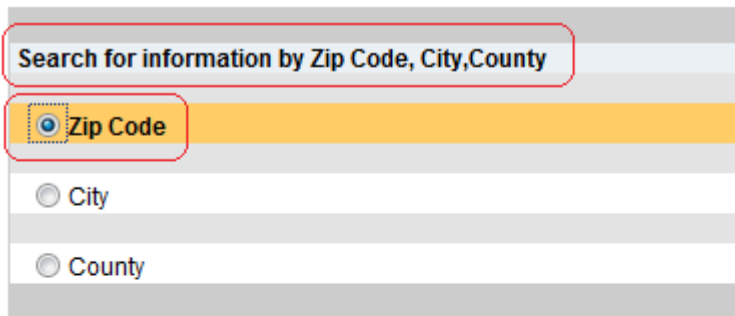 Search for information by Zip Code, City,County
Zip Code
City
County